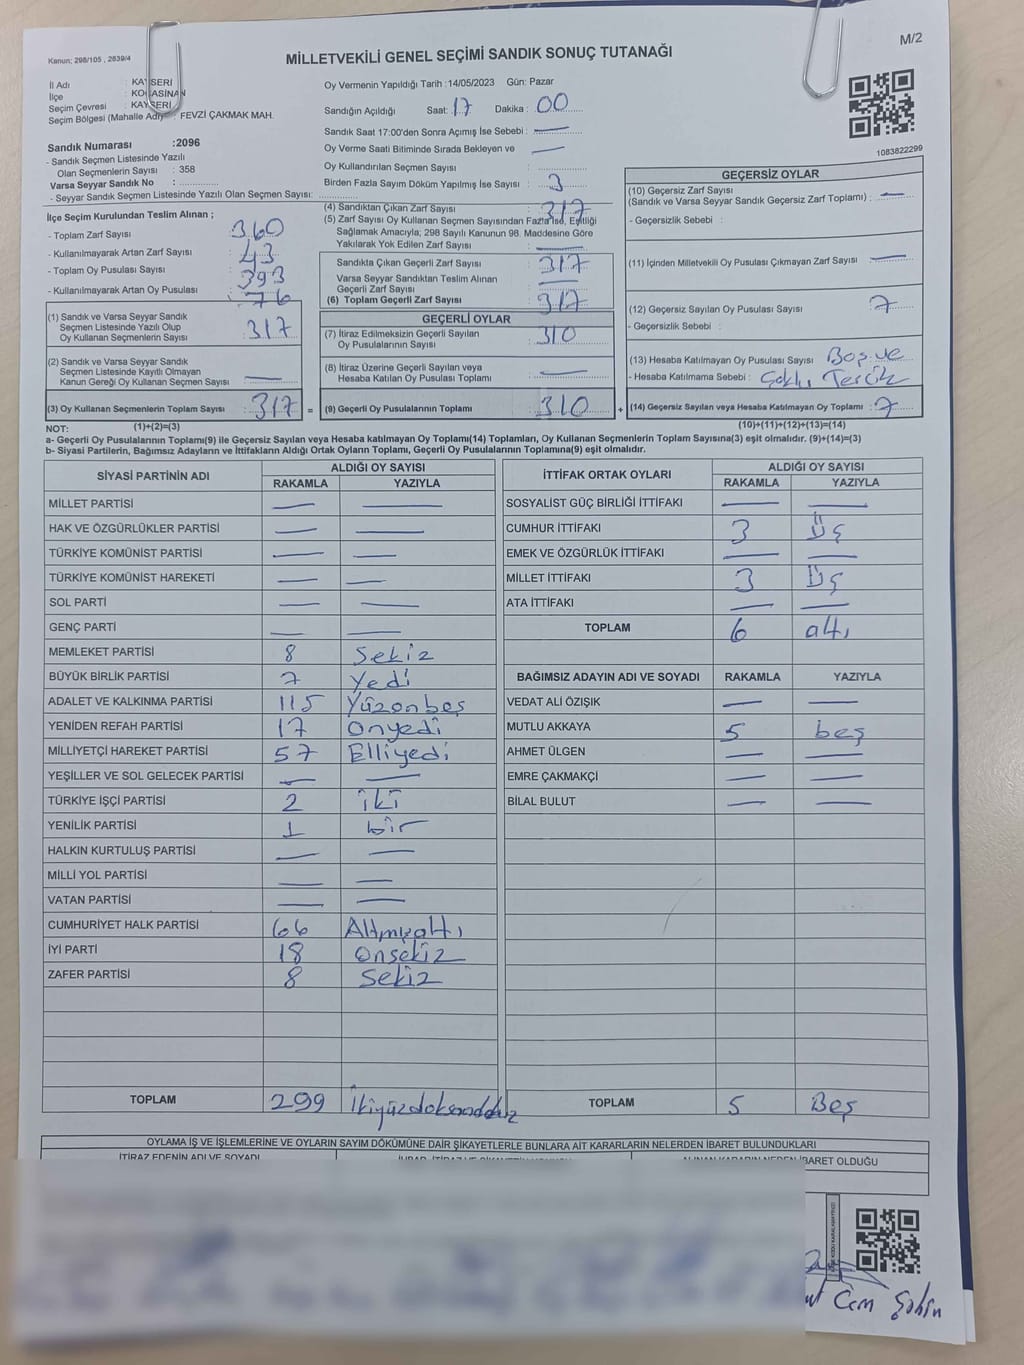 Kanun; 298/105 , 2839/4
MİLLETVEKİLİ GENEL SEÇİMİ SANDIK SONUÇ TUTANAĞI
M/2
İl Adı : KAYSERİ
İlçe : KOCASİNAN
Seçim Çevresi : KAYSERİ
Seçim Bölgesi (Mahalle Adı) : FEVZİ ÇAKMAK MAH.
Sandık Numarası :2096
- Sandık Seçmen Listesinde Yazılı
Olan Seçmenlerin Sayısı : 358
Varsa Seyyar Sandık No :
- Seyyar Sandık Seçmen Listesinde Yazılı Olan Seçmen Sayısı:
İlçe Seçim Kurulundan Teslim Alınan ;
- Toplam Zarf Sayısı : 360
- Kullanılmayarak Artan Zarf Sayısı : 43
- Toplam Oy Pusulası Sayısı : 393
- Kullanılmayarak Artan Oy Pusulası : 76
(1) Sandık ve Varsa Seyyar Sandık
Seçmen Listesinde Yazılı Olup
Oy Kullanan Seçmenlerin Sayısı : 317
(2) Sandık ve Varsa Seyyar Sandık
Seçmen Listesinde Kayıtlı Olmayan
Kanun Gereği Oy Kullanan Seçmen Sayısı : —
(3) Oy Kullanan Seçmenlerin Toplam Sayısı : 317 =
Oy Vermenin Yapıldığı Tarih :14/05/2023 Gün: Pazar
Sandığın Açıldığı Saat: 17 Dakika : 00
Sandık Saat 17:00'den Sonra Açımış İse Sebebi : —
Oy Verme Saati Bitiminde Sırada Bekleyen ve —
Oy Kullandırılan Seçmen Sayısı :
Birden Fazla Sayım Döküm Yapılmış İse Sayısı : 3
(4) Sandıktan Çıkan Zarf Sayısı : 317
(5) Zarf Sayısı Oy Kullanan Seçmen Sayısından Fazla İse, Eşitliği
Sağlamak Amacıyla; 298 Sayılı Kanunun 98. Maddesine Göre
Yakılarak Yok Edilen Zarf Sayısı : —
Sandıkta Çıkan Geçerli Zarf Sayısı : 317
Varsa Seyyar Sandıktan Teslim Alınan
Geçerli Zarf Sayısı : —
(6) Toplam Geçerli Zarf Sayısı : 317
GEÇERLİ OYLAR
(7) İtiraz Edilmeksizin Geçerli Sayılan
Oy Pusulalarının Sayısı : 310
(8) İtiraz Üzerine Geçerli Sayılan veya
Hesaba Katılan Oy Pusulası Toplamı : —
(9) Geçerli Oy Pusulalarının Toplamı : 310 +
1083822299
GEÇERSİZ OYLAR
(10) Geçersiz Zarf Sayısı
(Sandık ve Varsa Seyyar Sandık Geçersiz Zarf Toplamı) : —
- Geçersizlik Sebebi :
(11) İçinden Milletvekili Oy Pusulası Çıkmayan Zarf Sayısı : —
(12) Geçersiz Sayılan Oy Pusulası Sayısı : 7
- Geçersizlik Sebebi :
(13) Hesaba Katılmayan Oy Pusulası Sayısı : Boş ve
- Hesaba Katılmama Sebebi : Çoklu Tercih
(14) Geçersiz Sayılan veya Hesaba Katılmayan Oy Toplamı : 7
NOT: (1)+(2)=(3) (10)+(11)+(12)+(13)=(14)
a- Geçerli Oy Pusulalarının Toplamı(9) ile Geçersiz Sayılan veya Hesaba katılmayan Oy Toplamı(14) Toplamları, Oy Kullanan Seçmenlerin Toplam Sayısına(3) eşit olmalıdır. (9)+(14)=(3)
b- Siyasi Partilerin, Bağımsız Adayların ve İttifakların Aldığı Ortak Oyların Toplamı, Geçerli Oy Pusulalarının Toplamına(9) eşit olmalıdır.
SİYASİ PARTİNİN ADI ALDIĞI OY SAYISI
RAKAMLA YAZIYLA
MİLLET PARTİSİ — —
HAK VE ÖZGÜRLÜKLER PARTİSİ — —
TÜRKİYE KOMÜNİST PARTİSİ — —
TÜRKİYE KOMÜNİST HAREKETİ — —
SOL PARTİ — —
GENÇ PARTİ — —
MEMLEKET PARTİSİ 8 Sekiz
BÜYÜK BİRLİK PARTİSİ 7 Yedi
ADALET VE KALKINMA PARTİSİ 115 Yüzonbeş
YENİDEN REFAH PARTİSİ 17 Onyedi
MİLLİYETÇİ HAREKET PARTİSİ 57 Elliyedi
YEŞİLLER VE SOL GELECEK PARTİSİ — —
TÜRKİYE İŞÇİ PARTİSİ 2 iki
YENİLİK PARTİSİ 1 bir
HALKIN KURTULUŞ PARTİSİ — —
MİLLİ YOL PARTİSİ — —
VATAN PARTİSİ — —
CUMHURİYET HALK PARTİSİ 66 Altmışaltı
İYİ PARTİ 18 Onsekiz
ZAFER PARTİSİ 8 Sekiz
TOPLAM 299 İkiyüzdoksandokuz
İTTİFAK ORTAK OYLARI ALDIĞI OY SAYISI
RAKAMLA YAZIYLA
SOSYALİST GÜÇ BİRLİĞİ İTTİFAKI — —
CUMHUR İTTİFAKI 3 Üç
EMEK VE ÖZGÜRLÜK İTTİFAKI — —
MİLLET İTTİFAKI 3 Üç
ATA İTTİFAKI — —
TOPLAM 6 altı
BAĞIMSIZ ADAYIN ADI VE SOYADI RAKAMLA YAZIYLA
VEDAT ALİ ÖZIŞIK — —
MUTLU AKKAYA 5 beş
AHMET ÜLGEN — —
EMRE ÇAKMAKÇİ — —
BİLAL BULUT — —
TOPLAM 5 Beş
OYLAMA İŞ VE İŞLEMLERİNE VE OYLARIN SAYIM DÖKÜMÜNE DAİR ŞİKAYETLERLE BUNLARA AİT KARARLARIN NELERDEN İBARET BULUNDUKLARI
İTİRAZ EDENİN ADI VE SOYADI
ALINAN KARARIN NEDEN İBARET OLDUĞU
Cem Şahin